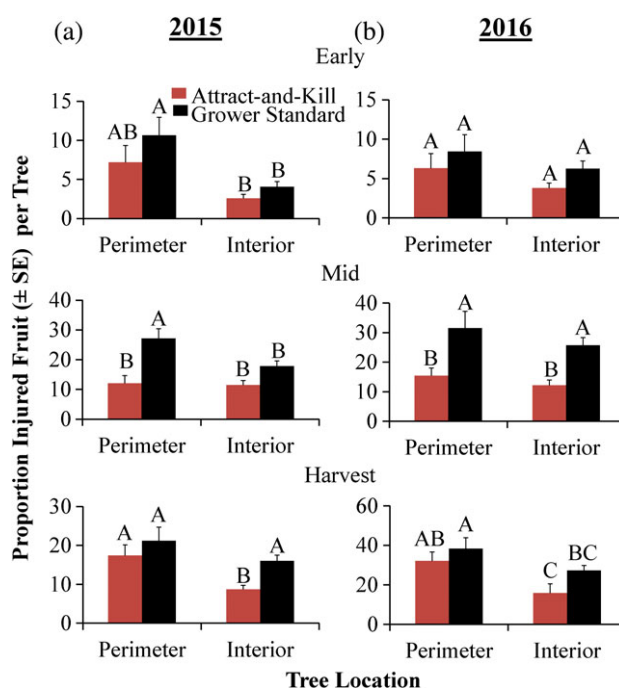 (a) 2015 (b) 2016
Early
Attract-and-Kill
Grower Standard
Proportion Injured Fruit (± SE) per Tree
15
10
5
0
AB A B B
Perimeter Interior
15
10
5
0
A A A A
Perimeter Interior
Mid
40
30
20
10
0
B A B B
Perimeter Interior
40
30
20
10
0
B A B A
Perimeter Interior
Harvest
30
20
10
0
A A B A
Perimeter Interior
60
40
20
0
AB A C BC
Perimeter Interior
Tree Location